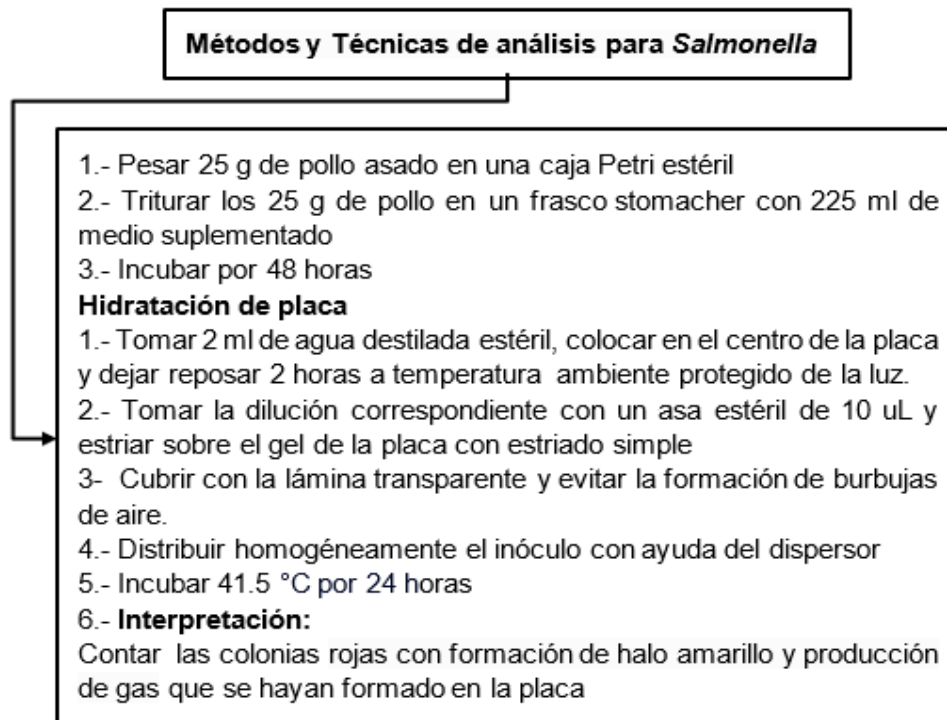 Métodos y Técnicas de análisis para Salmonella
1.- Pesar 25 g de pollo asado en una caja Petri estéril
2.- Triturar los 25 g de pollo en un frasco stomacher con 225 ml de
medio suplementado
3.- Incubar por 48 horas
Hidratación de placa
1.- Tomar 2 ml de agua destilada estéril, colocar en el centro de la placa
y dejar reposar 2 horas a temperatura ambiente protegido de la luz.
2.- Tomar la dilución correspondiente con un asa estéril de 10 uL y
estriar sobre el gel de la placa con estriado simple
3- Cubrir con la lámina transparente y evitar la formación de burbujas
de aire.
4.- Distribuir homogéneamente el inóculo con ayuda del dispersor
5.- Incubar 41.5 °C por 24 horas
6.- Interpretación:
Contar las colonias rojas con formación de halo amarillo y producción
de gas que se hayan formado en la placa